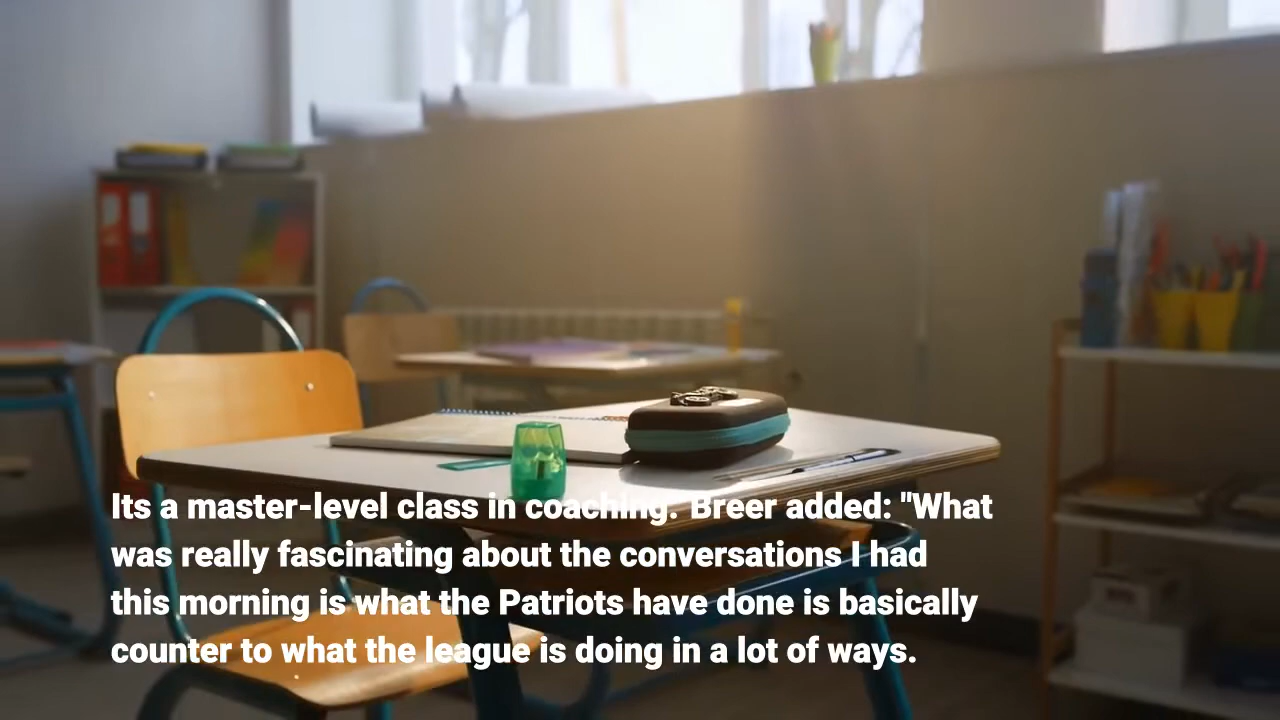 Its a master-level class in coaching." Breer added: "What
was really fascinating about the conversations I had
this morning is what the Patriots have done is basically
counter to what the league is doing in a lot of ways.